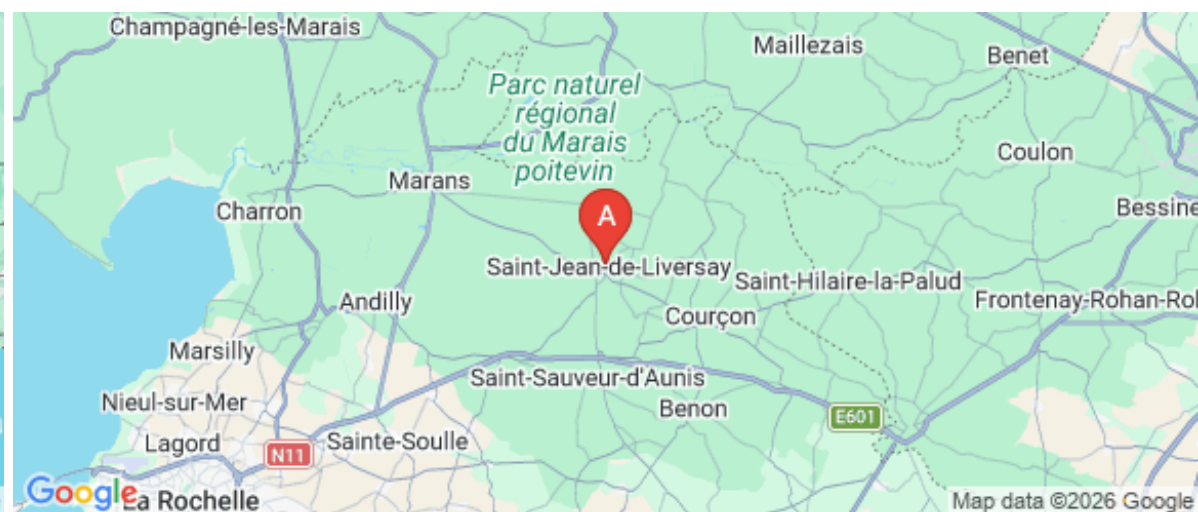 Champagné-les-Marais
Maillezais
Benet
Parc naturel
régional
du Marais
poitevin
Coulon
Marans
Charron
Bessine
A
Saint-Jean-de-Liversay
Saint-Hilaire-la-Palud
Andilly
Courçon
Frontenay-Rohan-Roh
Marsilly
Saint-Sauveur-d'Aunis
Nieul-sur-Mer
Benon
E601
Lagord
N11
Sainte-Soulle
Google
La Rochelle
Map data ©2026 Google